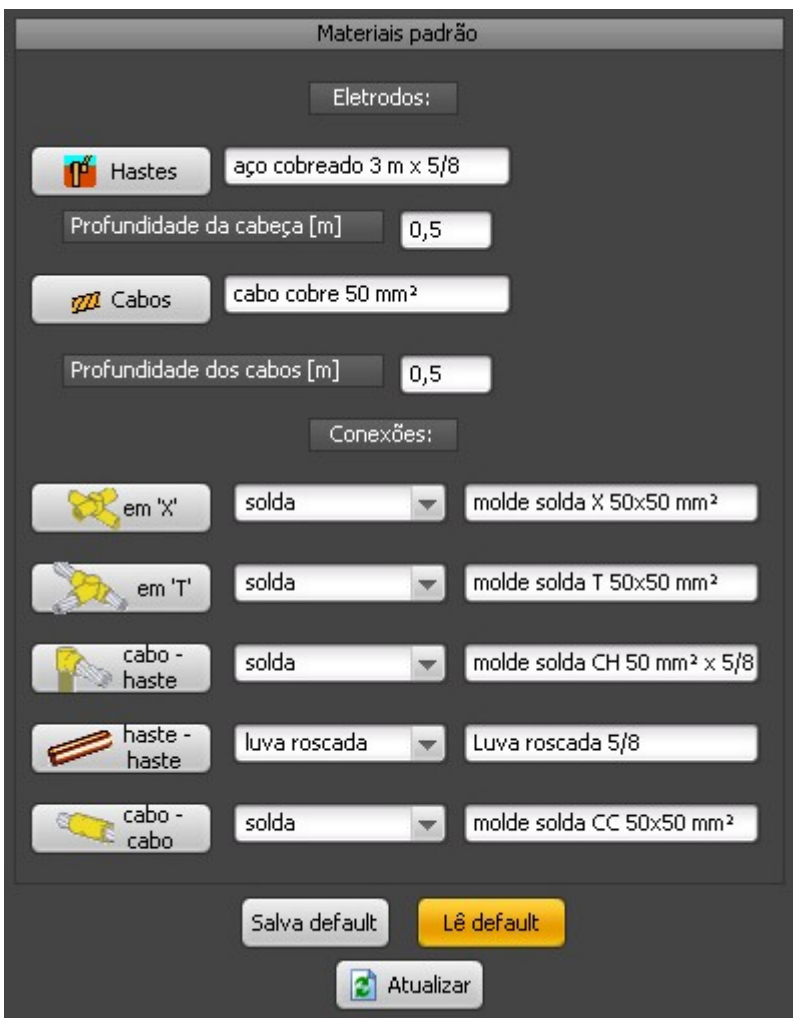 Materiais padrão
Eletrodos:
Hastes aço cobreado 3 m x 5/8
Profundidade da cabeça [m] 0,5
Cabos cabo cobre 50 mm²
Profundidade dos cabos [m] 0,5
Conexões:
em 'X' solda molde solda X 50x50 mm²
em 'T' solda molde solda T 50x50 mm²
cabo -
haste solda molde solda CH 50 mm² x 5/8
haste -
haste luva roscada Luva roscada 5/8
cabo -
cabo solda molde solda CC 50x50 mm²
Salva default Lê default
Atualizar